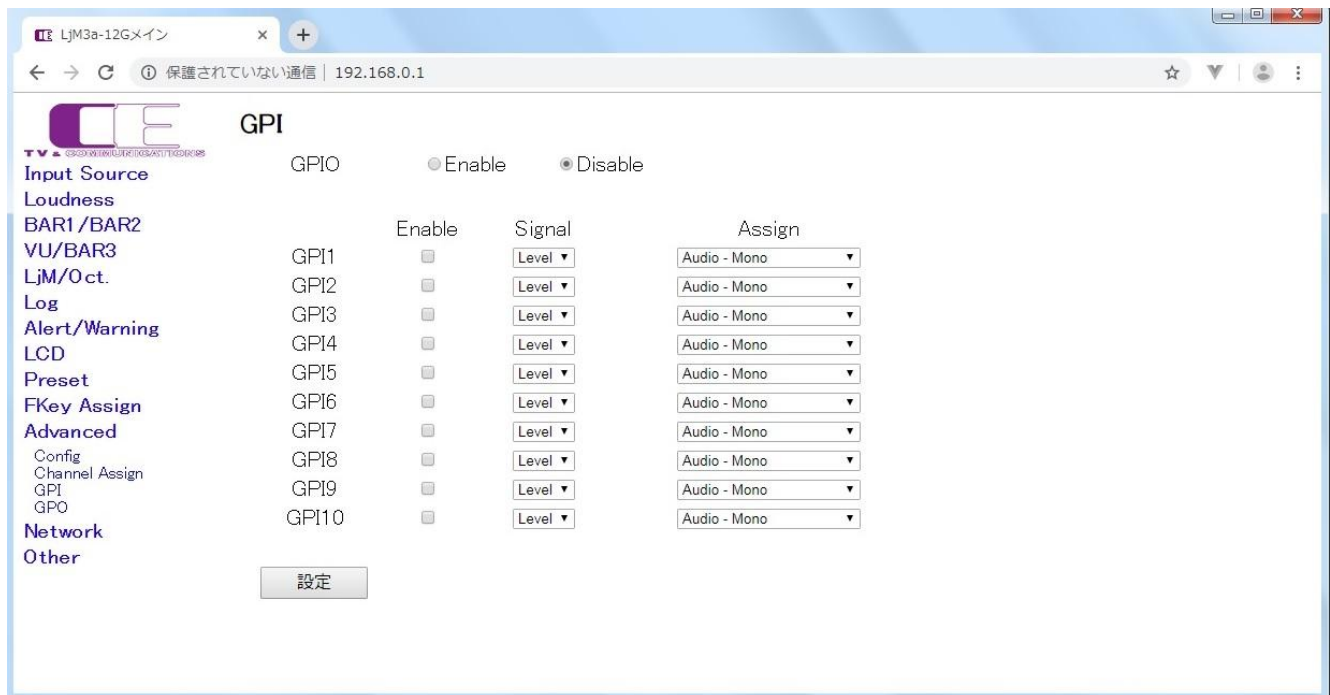 LjM3a-12Gメイン
保護されていない通信 | 192.168.0.1
TV & COMMUNICATIONS
GPI
GPIO Enable Disable
Input Source
Loudness
BAR1/BAR2
VU/BAR3
LjM/Oct.
Log
Alert/Warning
LCD
Preset
FKey Assign
Advanced
Config
Channel Assign
GPI
GPO
Network
Other
Enable Signal Assign
GPI1 Level Audio - Mono
GPI2 Level Audio - Mono
GPI3 Level Audio - Mono
GPI4 Level Audio - Mono
GPI5 Level Audio - Mono
GPI6 Level Audio - Mono
GPI7 Level Audio - Mono
GPI8 Level Audio - Mono
GPI9 Level Audio - Mono
GPI10 Level Audio - Mono
設定